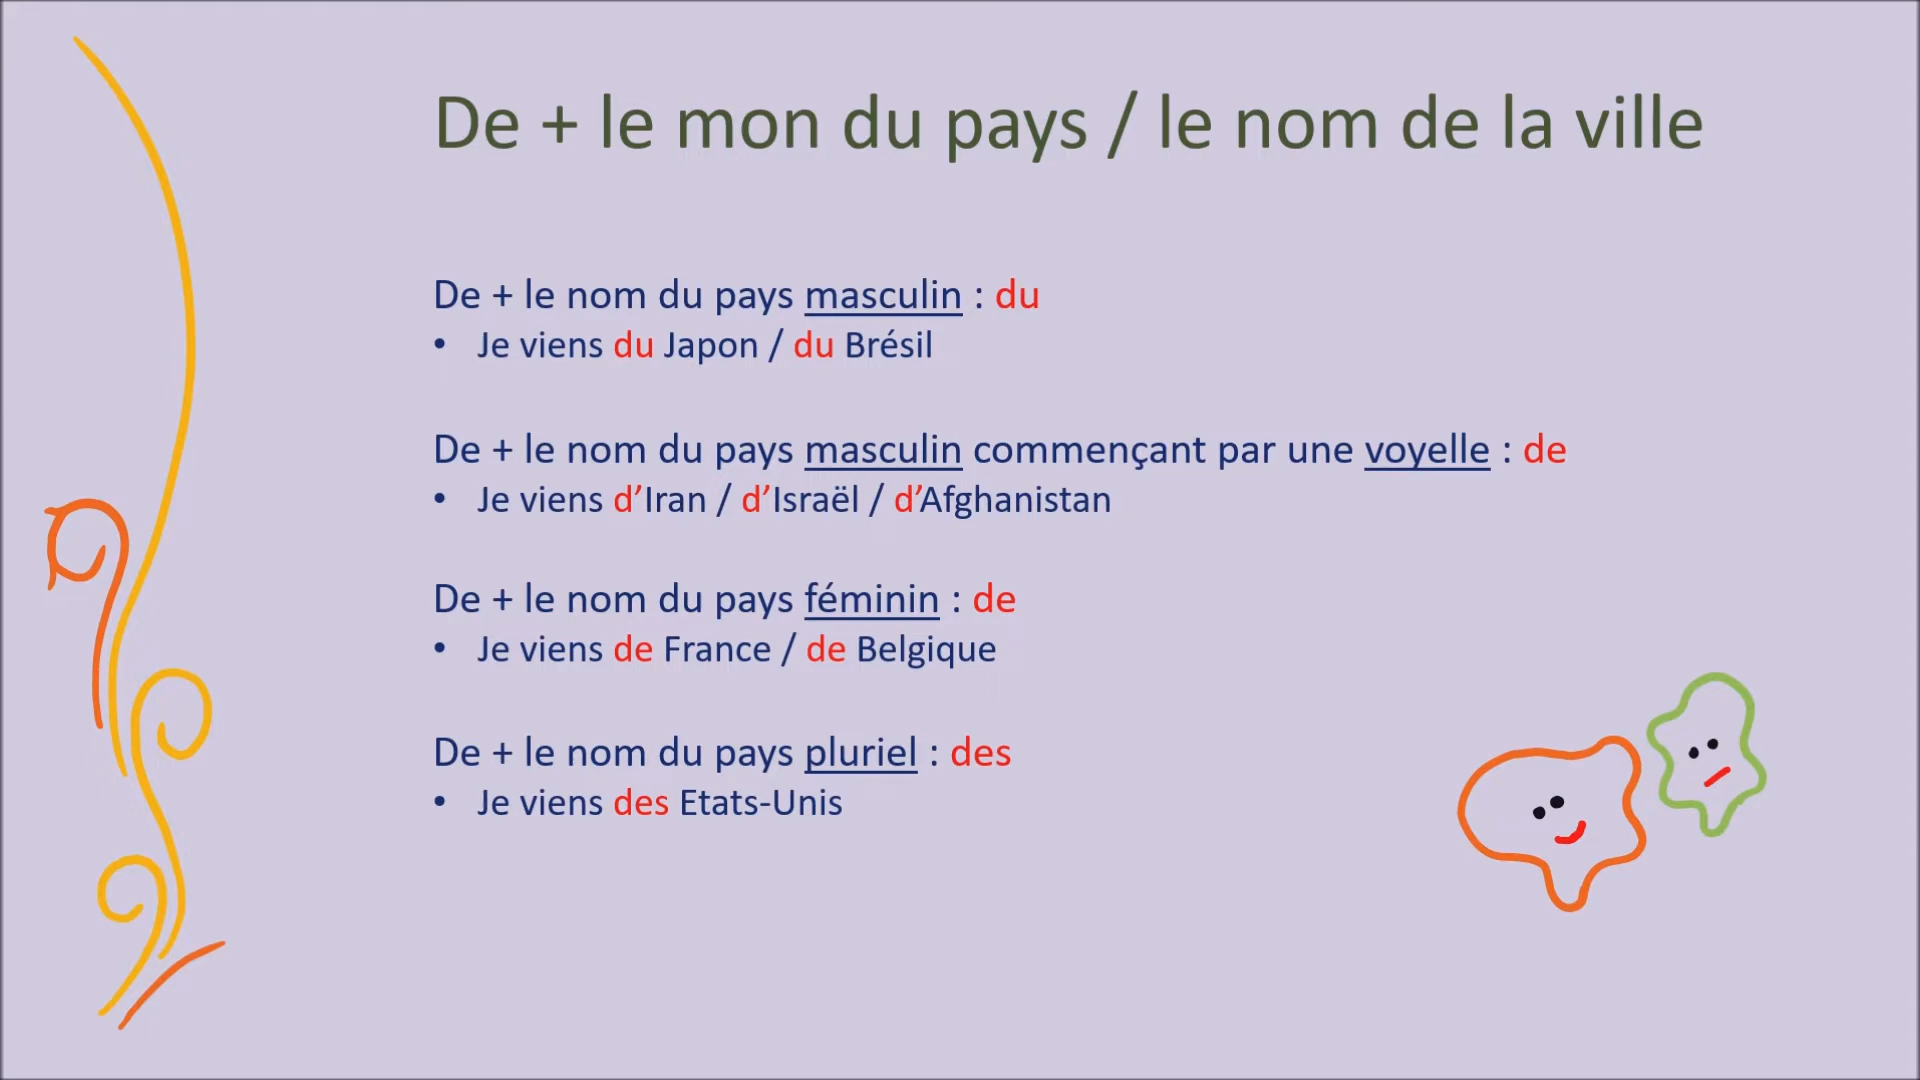 De + le mon du pays / le nom de la ville
De + le nom du pays masculin : du
• Je viens du Japon / du Brésil
De + le nom du pays masculin commençant par une voyelle : de
• Je viens d’Iran / d’Israël / d’Afghanistan
De + le nom du pays féminin : de
• Je viens de France / de Belgique
De + le nom du pays pluriel : des
• Je viens des Etats-Unis